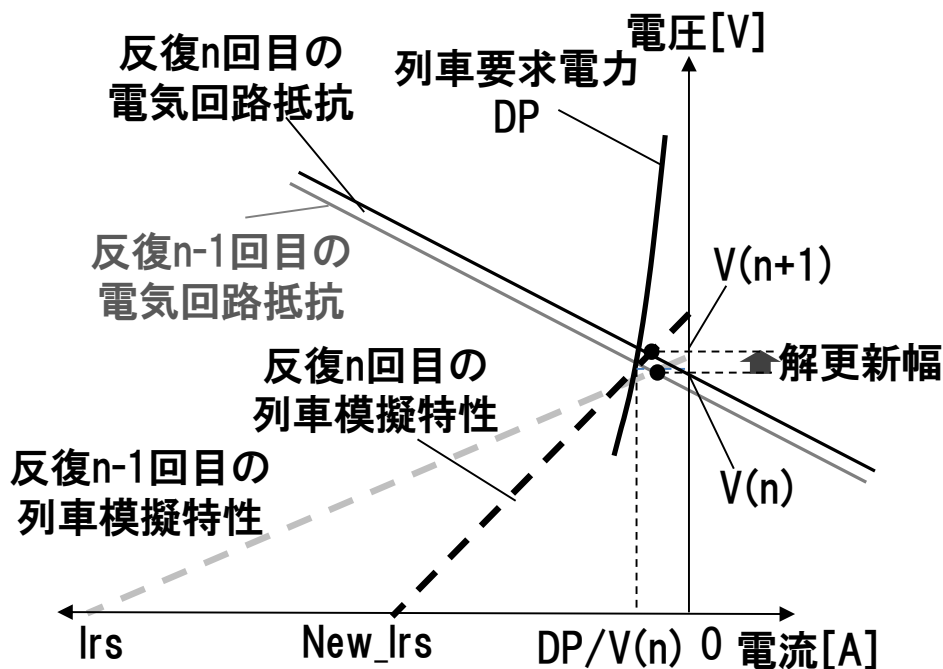 電圧[V]
反復n回目の
電気回路抵抗
列車要求電力
DP
反復n-1回目の
電気回路抵抗
V(n+1)
解更新幅
反復n回目の
列車模擬特性
反復n-1回目の
列車模擬特性
V(n)
Irs
New_Irs
DP/V(n)
0
電流[A]